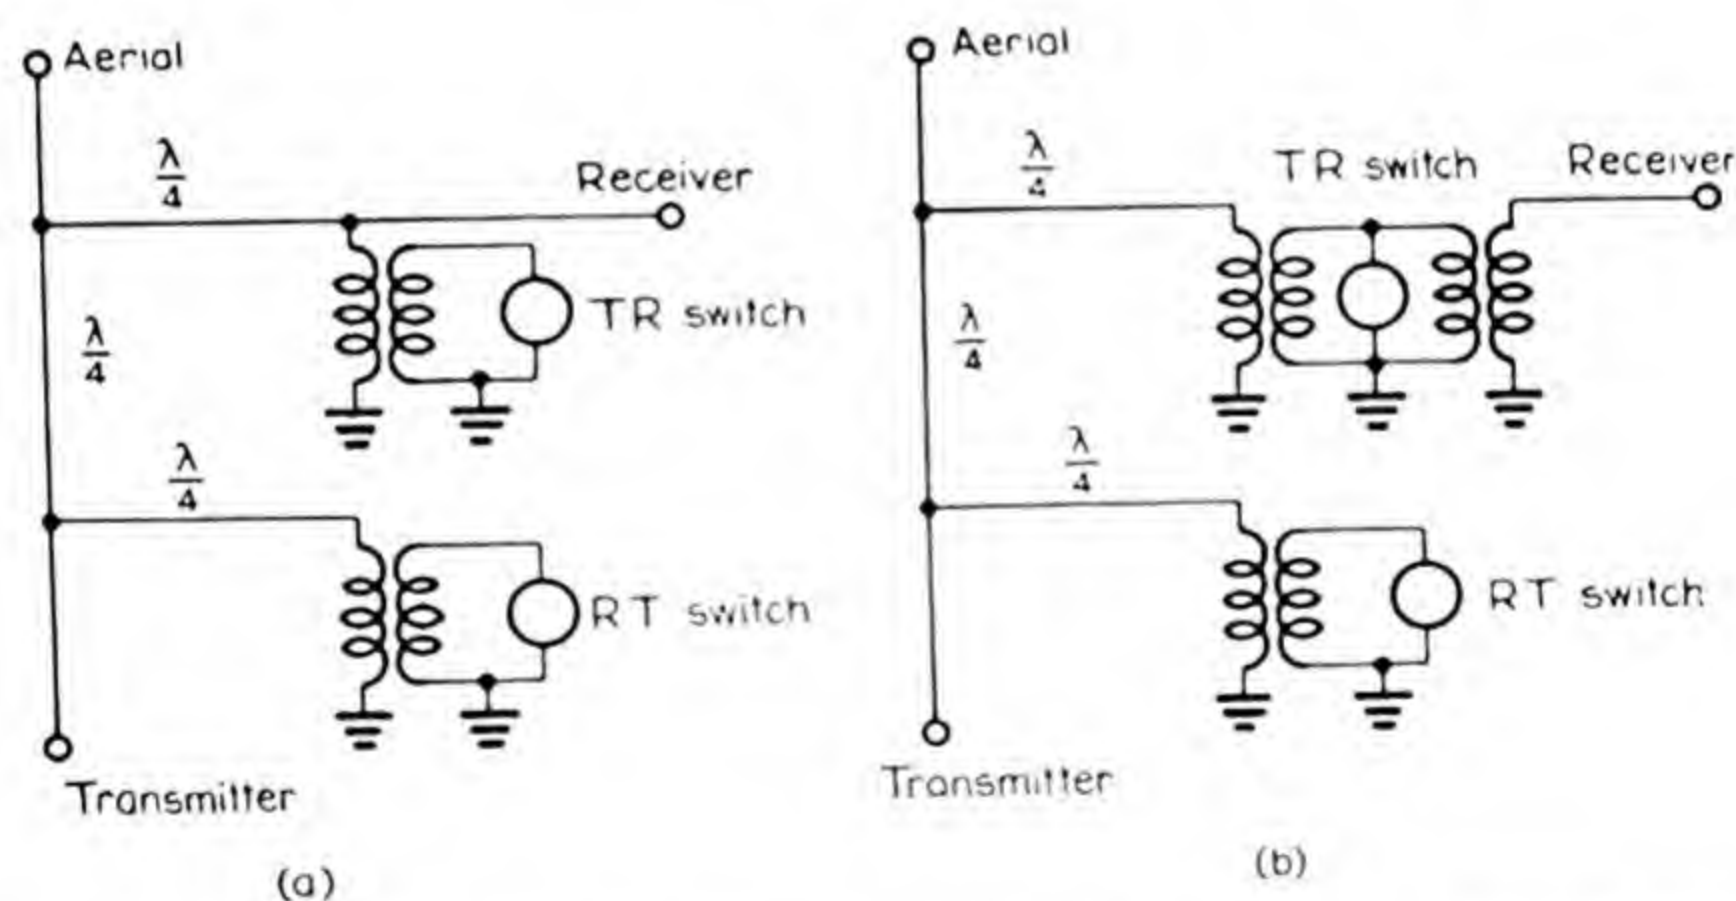 Aerial
λ/4
Receiver
TR switch
λ/4
λ/4
RT switch
Transmitter
(a)
Aerial
λ/4
TR switch
Receiver
λ/4
λ/4
RT switch
Transmitter
(b)